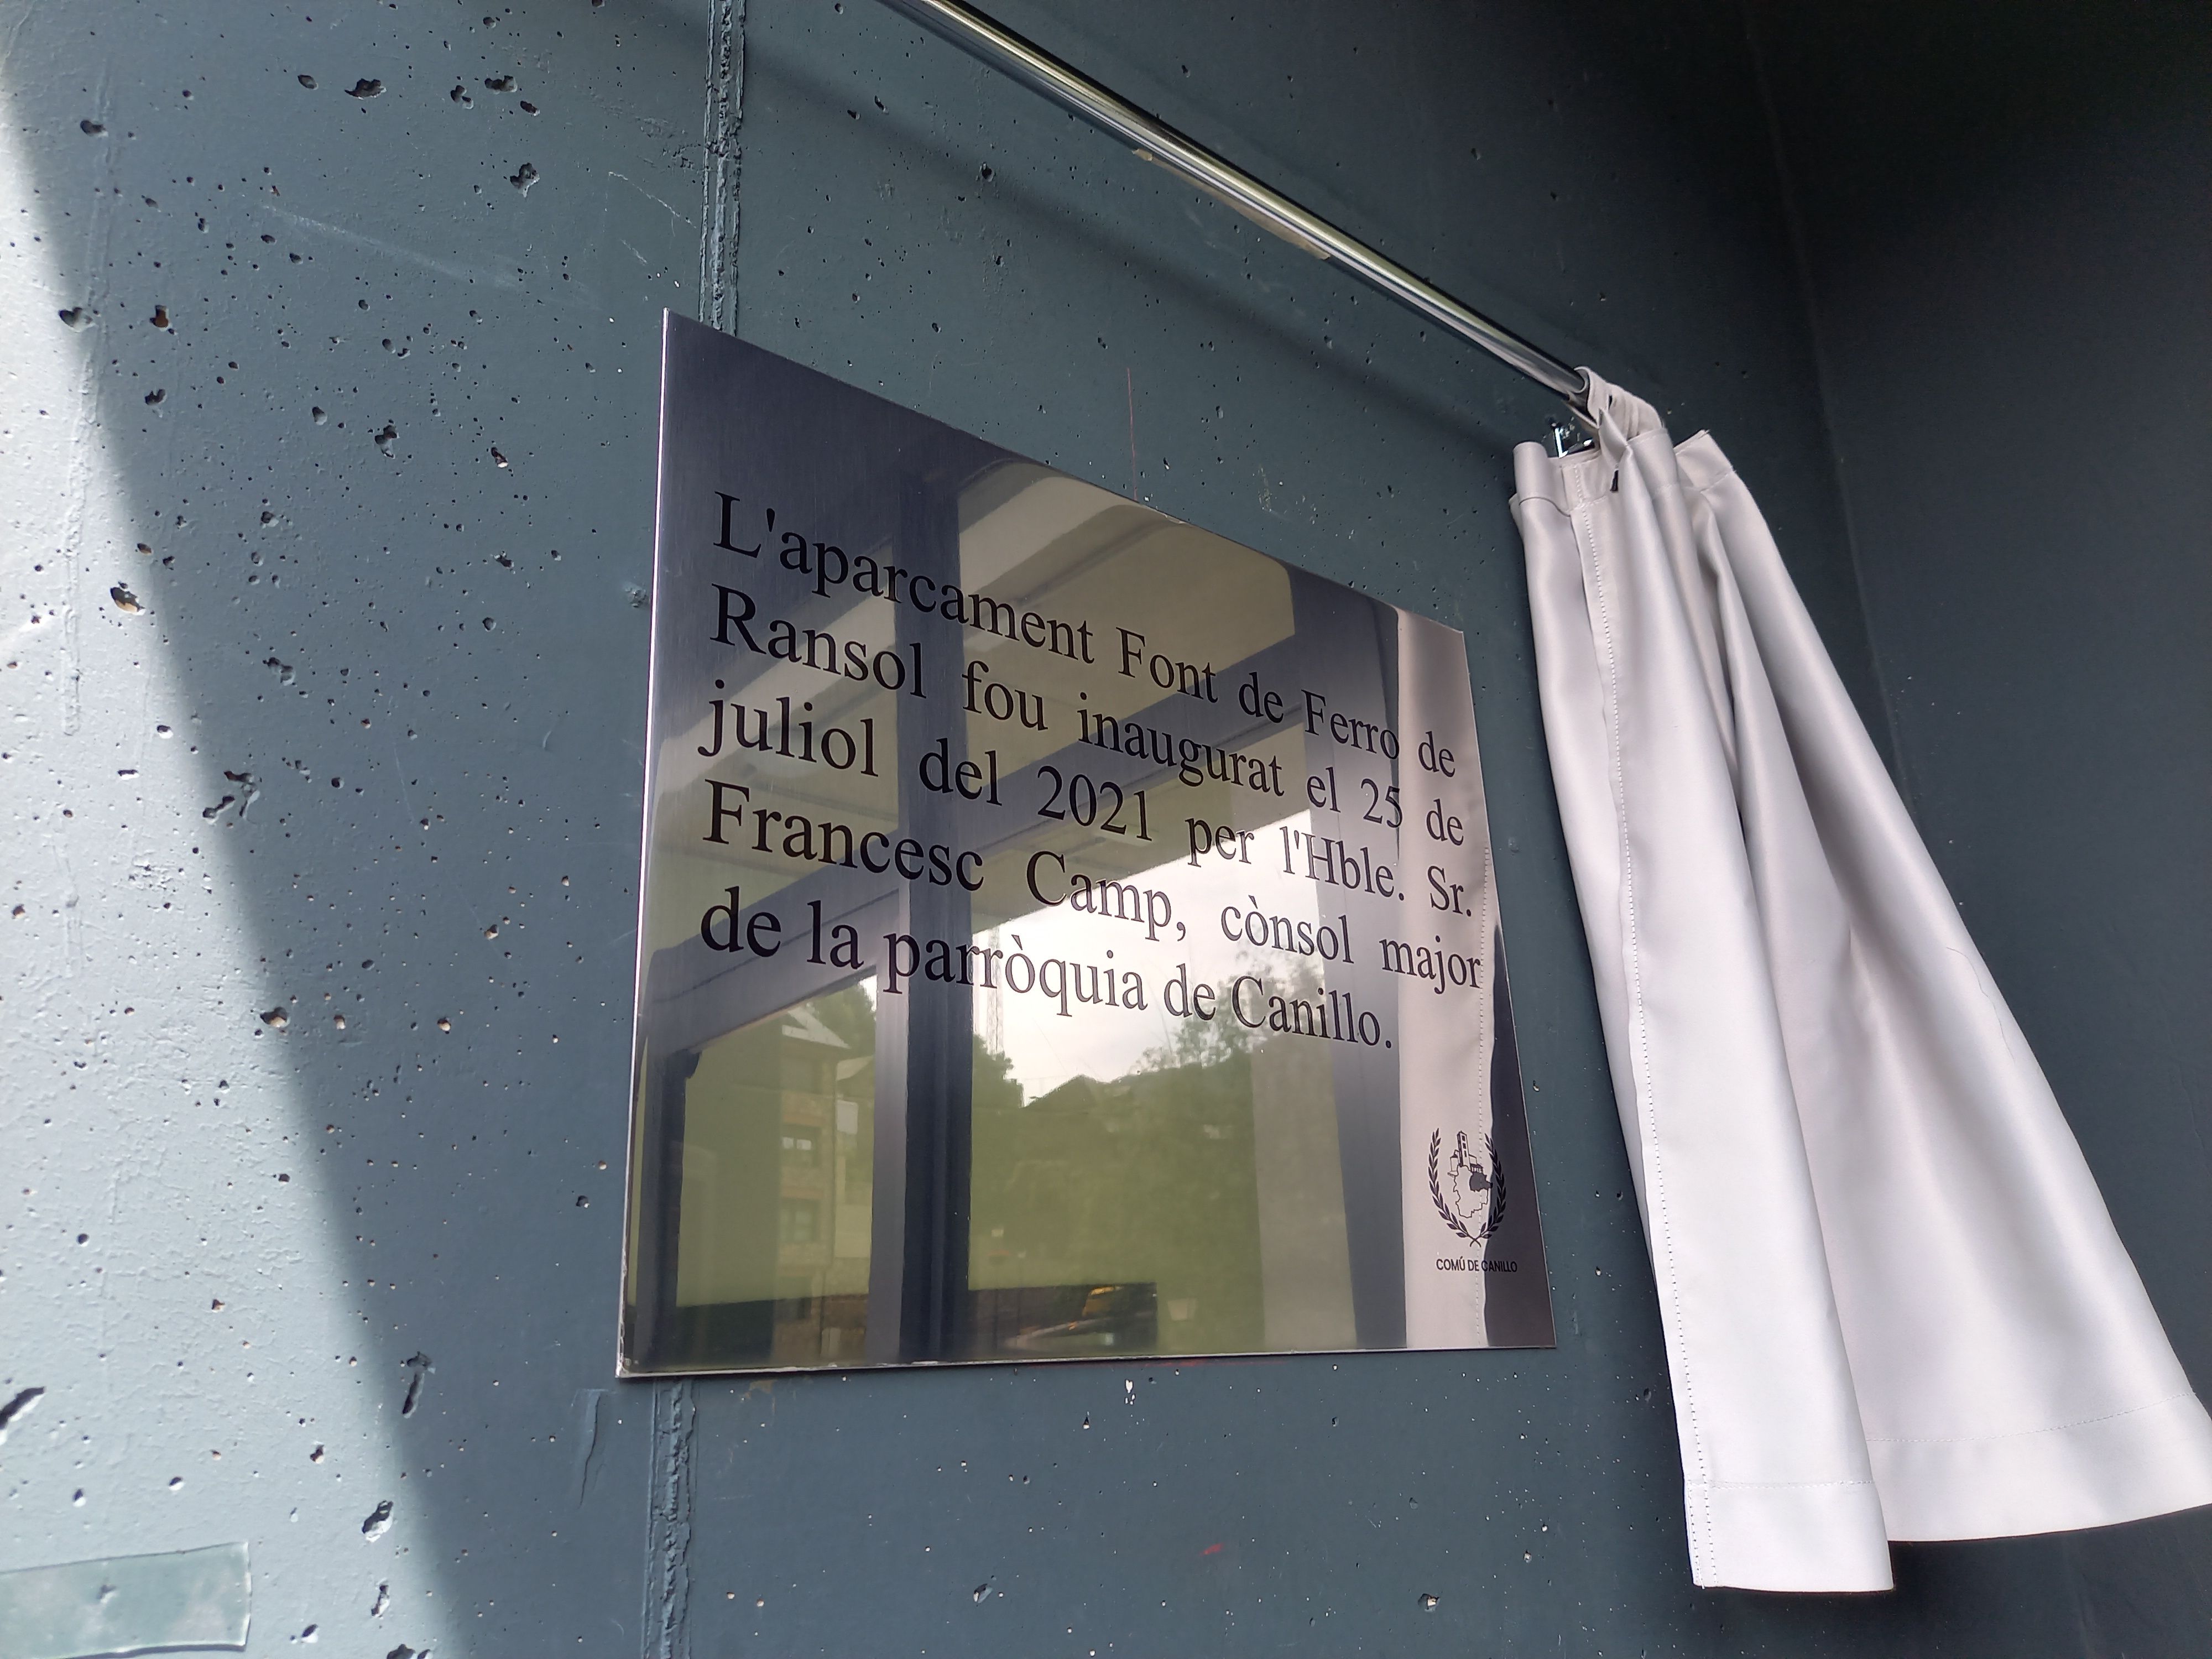 L'aparcament Font de Ferro de
Ransol fou inaugurat el 25 de
juliol del 2021 per l'Hble. Sr.
Francesc Camp, cònsol major
de la parròquia de Canillo.
COMÚ DE CANILLO